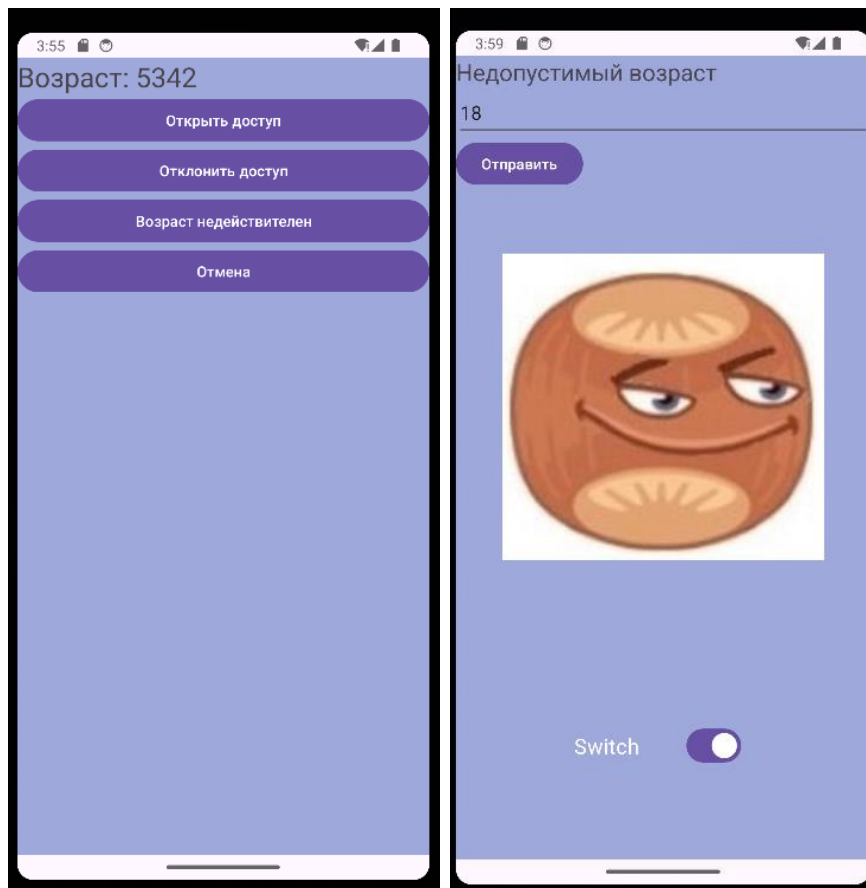 3:55
Возраст: 5342
Открыть доступ
Отклонить доступ
Возраст недействителен
Отмена
3:59
Недопустимый возраст
18
Отправить
Switch